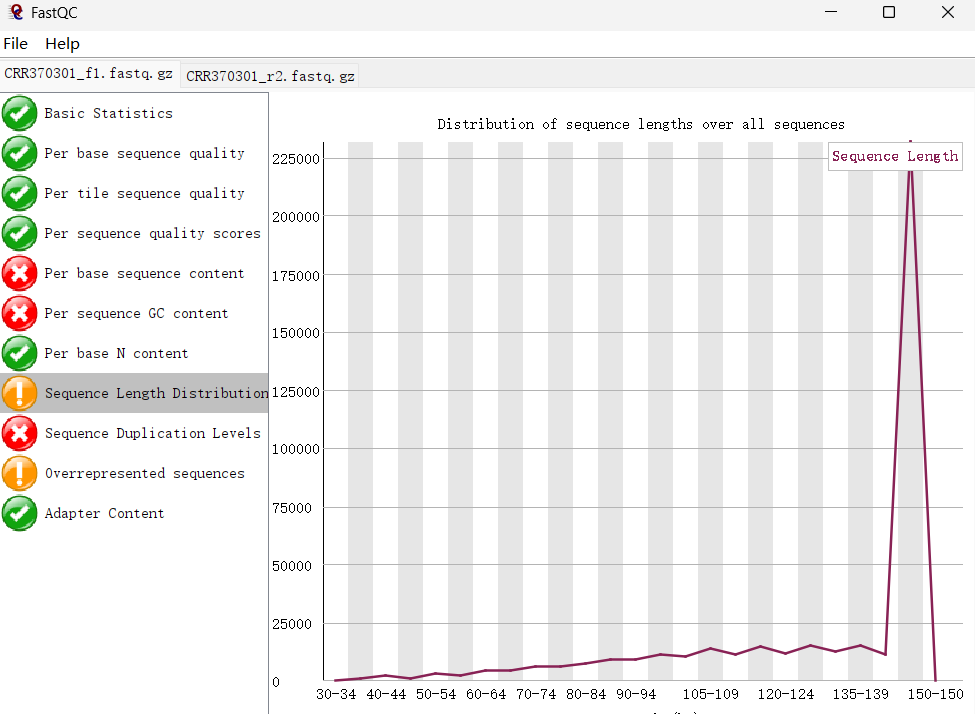 FastQC
File Help
CRR370301_f1.fastq.gz CRR370301_r2.fastq.gz
Basic Statistics
Per base sequence quality
Per tile sequence quality
Per sequence quality scores
Per base sequence content
Per sequence GC content
Per base N content
Sequence Length Distribution
Sequence Duplication Levels
Overrepresented sequences
Adapter Content
Distribution of sequence lengths over all sequences
Sequence Length
225000
200000
175000
150000
125000
100000
75000
50000
25000
0
30-34 40-44 50-54 60-64 70-74 80-84 90-94 105-109 120-124 135-139 150-150